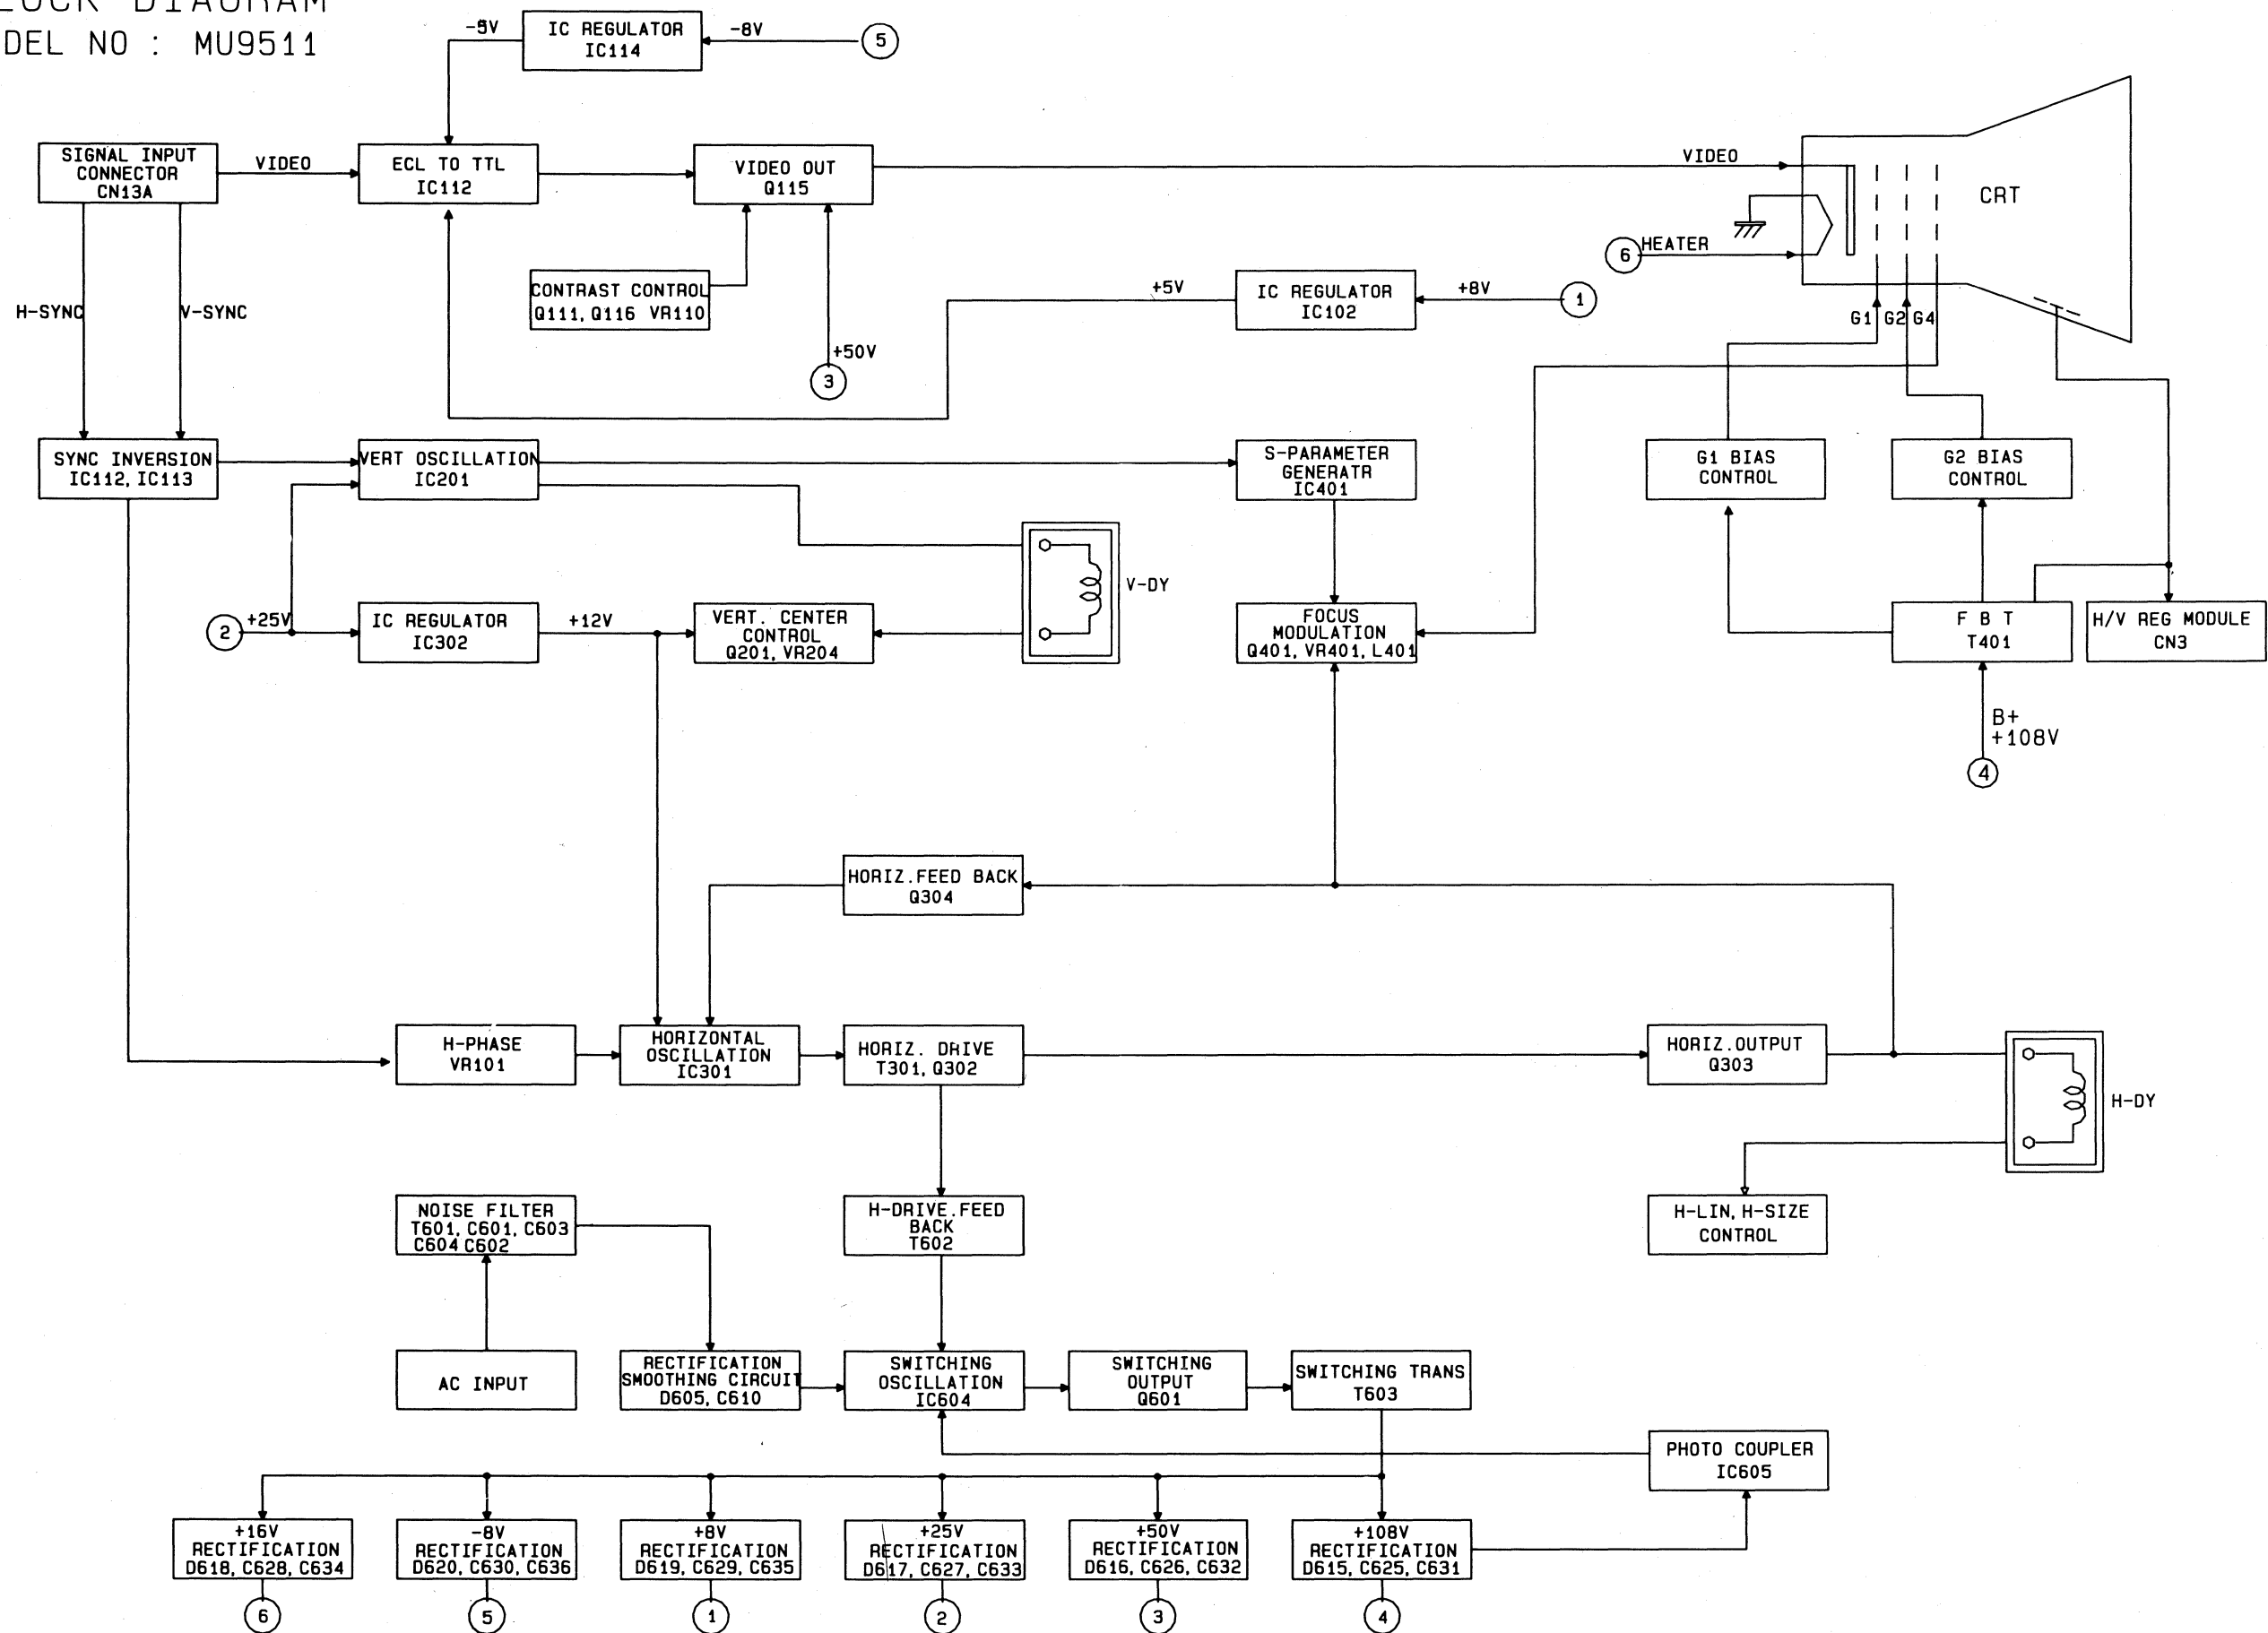 DIAGRAM
DEL NO : MU9511
-5V
IC REGULATOR
IC114
-8V
5
SIGNAL INPUT
CONNECTOR
CN13A
VIDEO
ECL TO TTL
IC112
VIDEO OUT
Q115
VIDEO
CRT
6
HEATER
H-SYNC
V-SYNC
CONTRAST CONTROL
Q111, Q116 VR110
+50V
3
+5V
IC REGULATOR
IC102
+8V
1
G1
G2
G4
SYNC INVERSION
IC112, IC113
VERT OSCILLATION
IC201
S-PARAMETER
GENERATR
IC401
G1 BIAS
CONTROL
G2 BIAS
CONTROL
V-DY
2
+25V
IC REGULATOR
IC302
+12V
VERT. CENTER
CONTROL
Q201, VR204
FOCUS
MODULATION
Q401, VR401, L401
F B T
T401
H/V REG MODULE
CN3
B+
+108V
4
HORIZ.FEED BACK
Q304
H-PHASE
VR101
HORIZONTAL
OSCILLATION
IC301
HORIZ. DRIVE
T301, Q302
HORIZ.OUTPUT
Q303
H-DY
NOISE FILTER
T601, C601, C603
C604 C602
H-DRIVE.FEED
BACK
T602
H-LIN, H-SIZE
CONTROL
AC INPUT
RECTIFICATION
SMOOTHING CIRCUIT
D605, C610
SWITCHING
OSCILLATION
IC604
SWITCHING
OUTPUT
Q601
SWITCHING TRANS
T603
PHOTO COUPLER
IC605
+16V
RECTIFICATION
D618, C628, C634
-8V
RECTIFICATION
D620, C630, C636
+8V
RECTIFICATION
D619, C629, C635
+25V
RECTIFICATION
D617, C627, C633
+50V
RECTIFICATION
D616, C626, C632
+108V
RECTIFICATION
D615, C625, C631
6
5
1
2
3
4